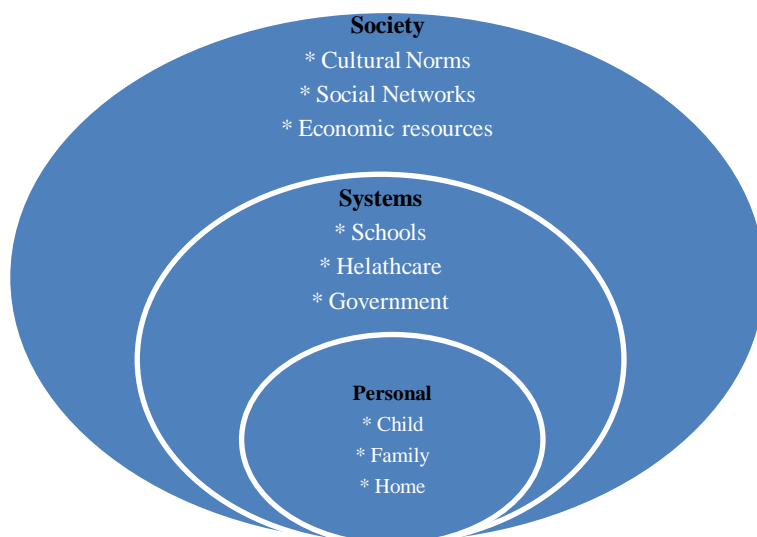 Society
* Cultural Norms
* Social Networks
* Economic resources
Systems
* Schools
* Helathcare
* Government
Personal
* Child
* Family
* Home